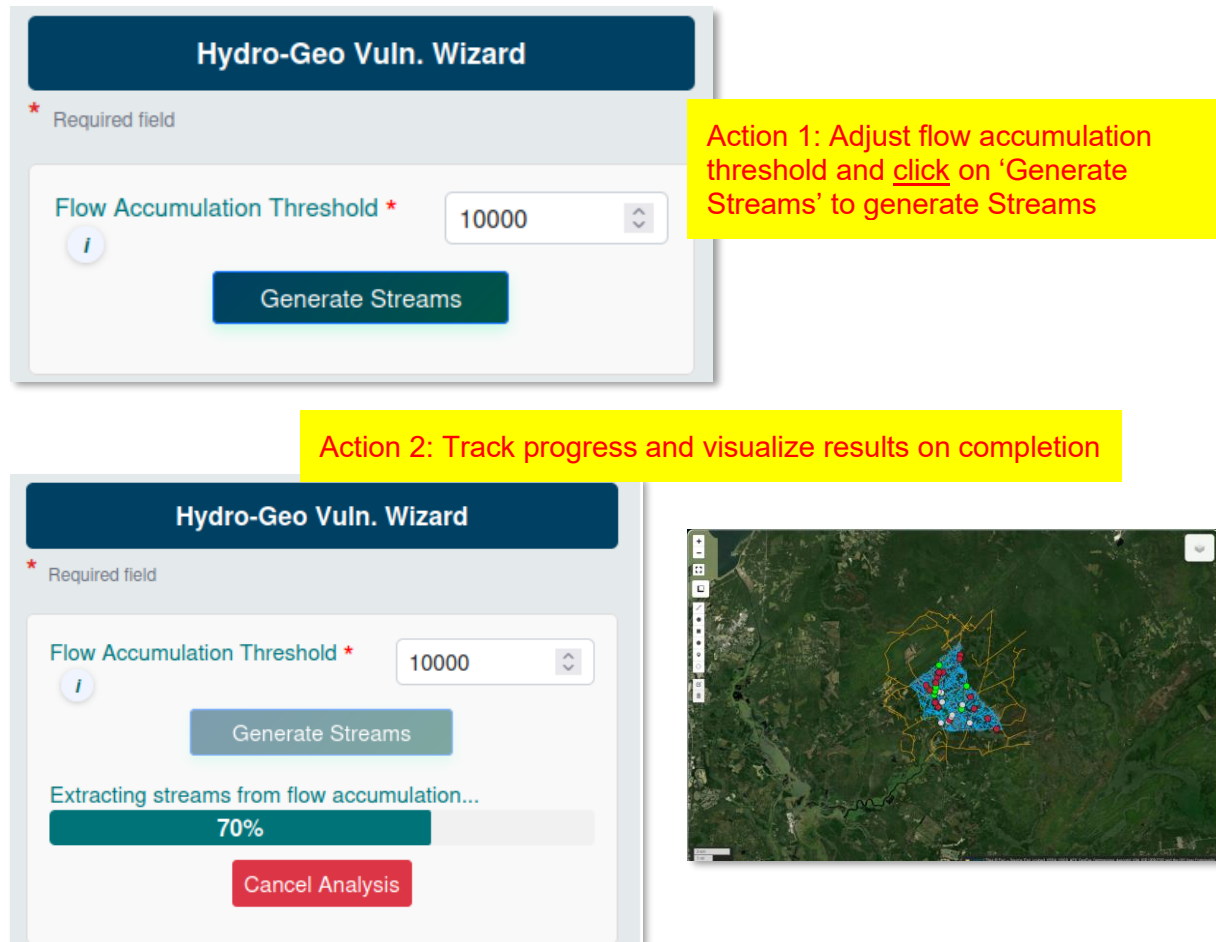 Hydro-Geo Vuln. Wizard
* Required field
Flow Accumulation Threshold *
i
10000
Generate Streams
Action 1: Adjust flow accumulation
threshold and click on ‘Generate
Streams’ to generate Streams
Action 2: Track progress and visualize results on completion
Hydro-Geo Vuln. Wizard
* Required field
Flow Accumulation Threshold *
i
10000
Generate Streams
Extracting streams from flow accumulation...
70%
Cancel Analysis